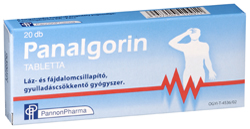 20 db
Panalgorin
TABLETTA
Láz- és fájdalomcsillapító,
gyulladáscsökkentő gyógyszer.
PannonPharma